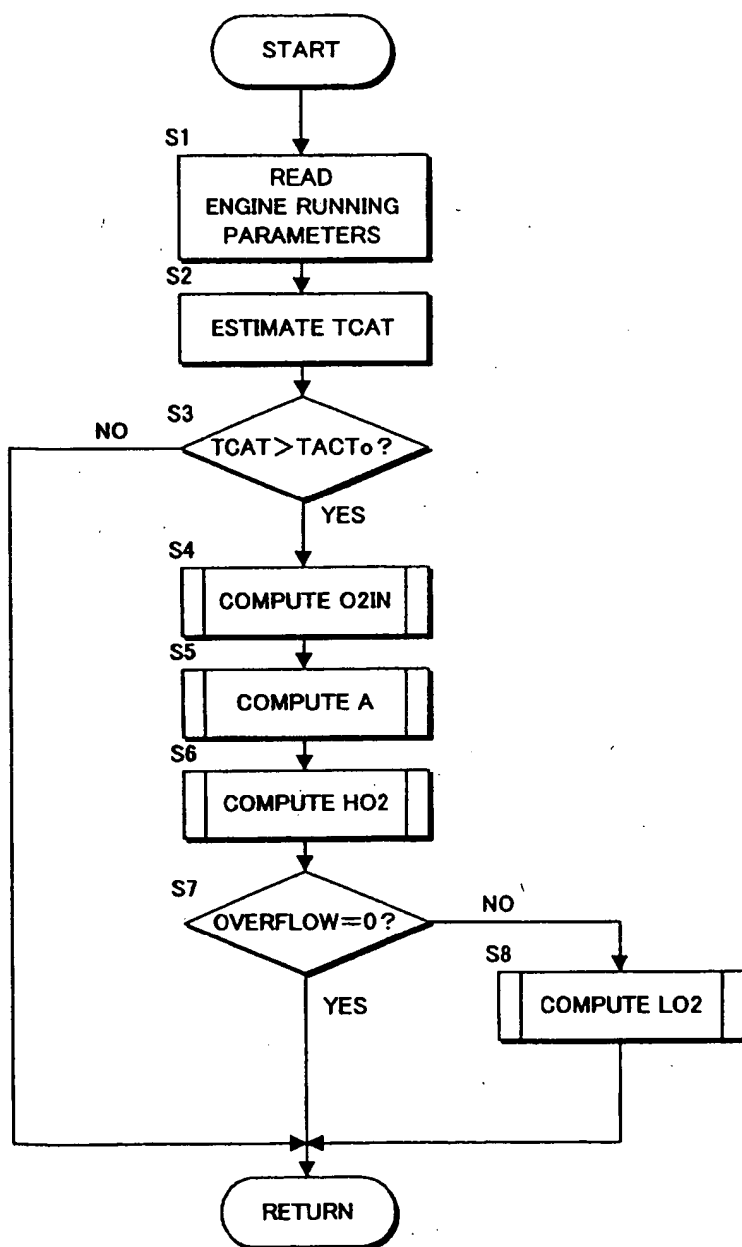 START
S1
READ
ENGINE RUNNING
PARAMETERS
S2
ESTIMATE TCAT
S3
NO
TCAT>TACTo?
YES
S4
COMPUTE O2IN
S5
COMPUTE A
S6
COMPUTE HO2
S7
OVERFLOW=0?
NO
YES
S8
COMPUTE LO2
RETURN